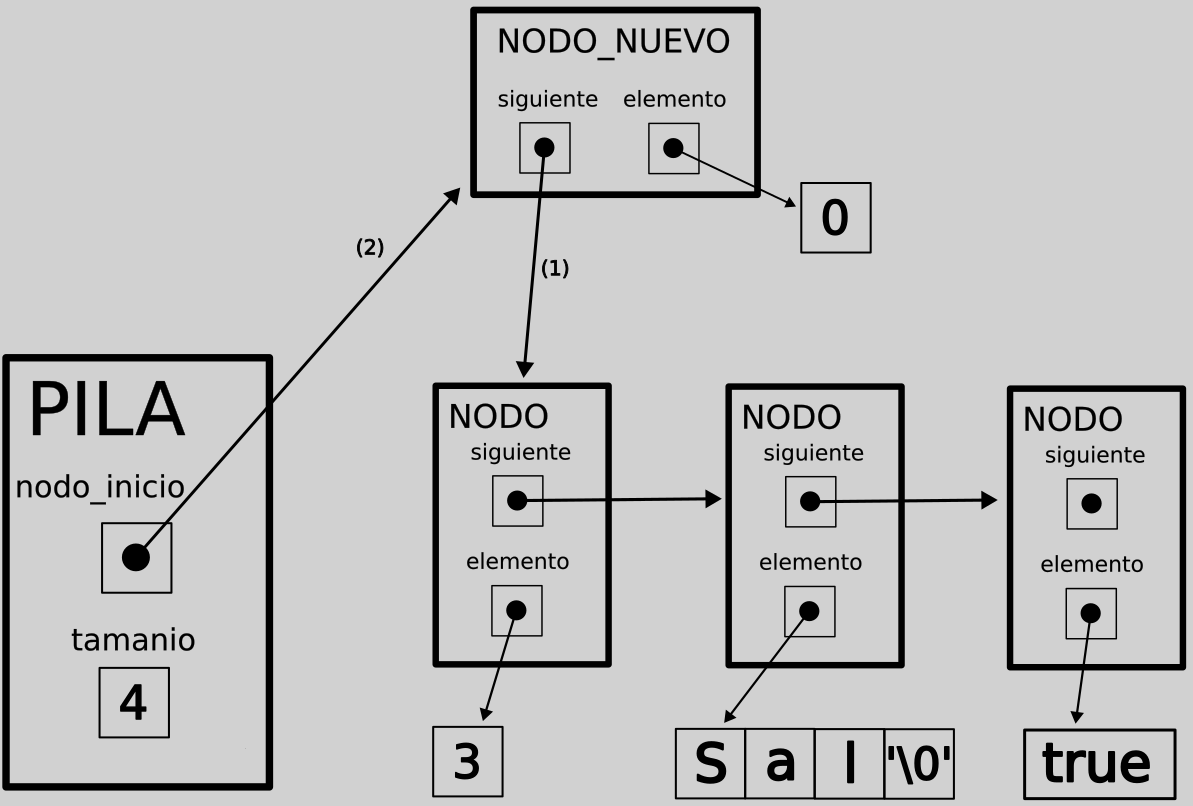 NODO_NUEVO
siguiente elemento
0
(2)
(1)
PILA
nodo_inicio
tamanio
4
NODO
siguiente
elemento
3
NODO
siguiente
elemento
S a l '\0'
NODO
siguiente
elemento
true